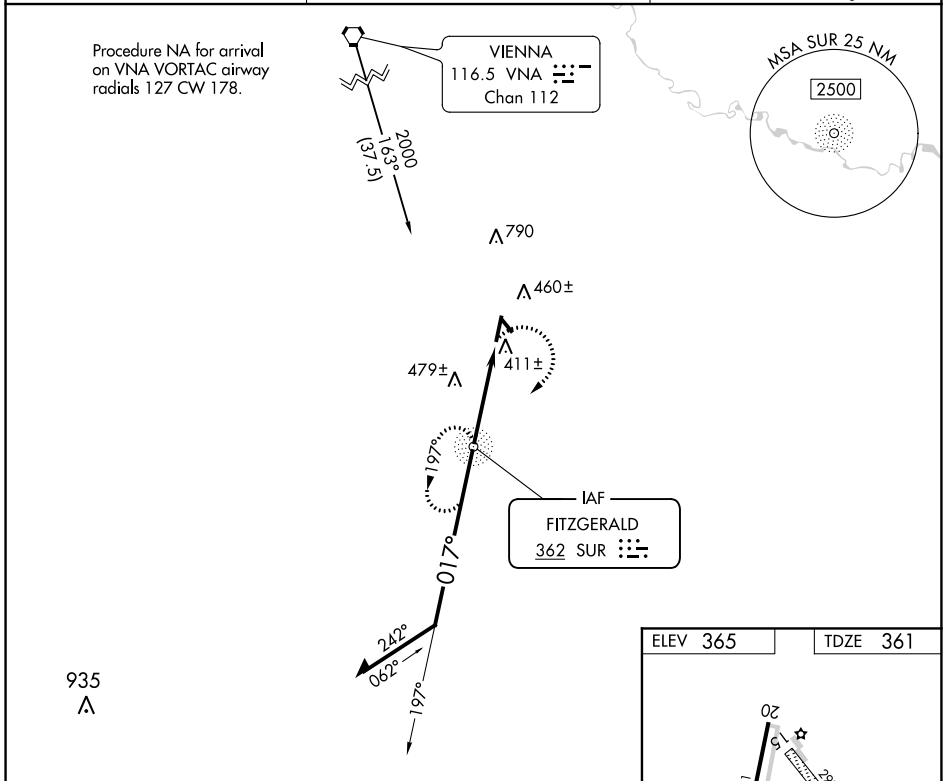 Procedure NA for arrival
on VNA VORTAC airway
radials 127 CW 178.
VIENNA
116.5 VNA
Chan 112
MSA SUR 25 NM
2500
2000
163°
(37.5)
790
460±
411±
479±
197°
IAF
FITZGERALD
362 SUR
017°
242°
062°
197°
935
ELEV 365
TDZE 361
20
15